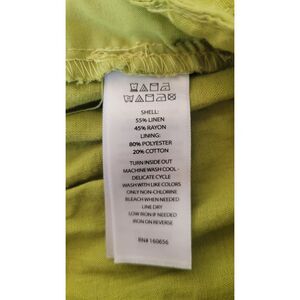 SHELL:
55% LINEN
45% RAYON
LINING:
80% POLYESTER
20% COTTON
TURN INSIDE OUT
MACHINE WASH COOL -
DELICATE CYCLE
WASH WITH LIKE COLORS
ONLY NON-CHLORINE
BLEACH WHEN NEEDED
LINE DRY
LOW IRON IF NEEDED
IRON ON REVERSE
RN# 160656